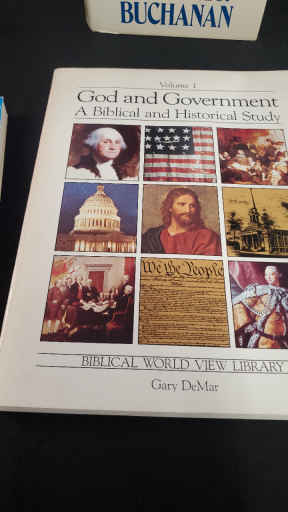 BUCHANAN
Volume 1
God and Government
A Biblical and Historical Study
We the People
BIBLICAL WORLD VIEW LIBRARY
Gary DeMar